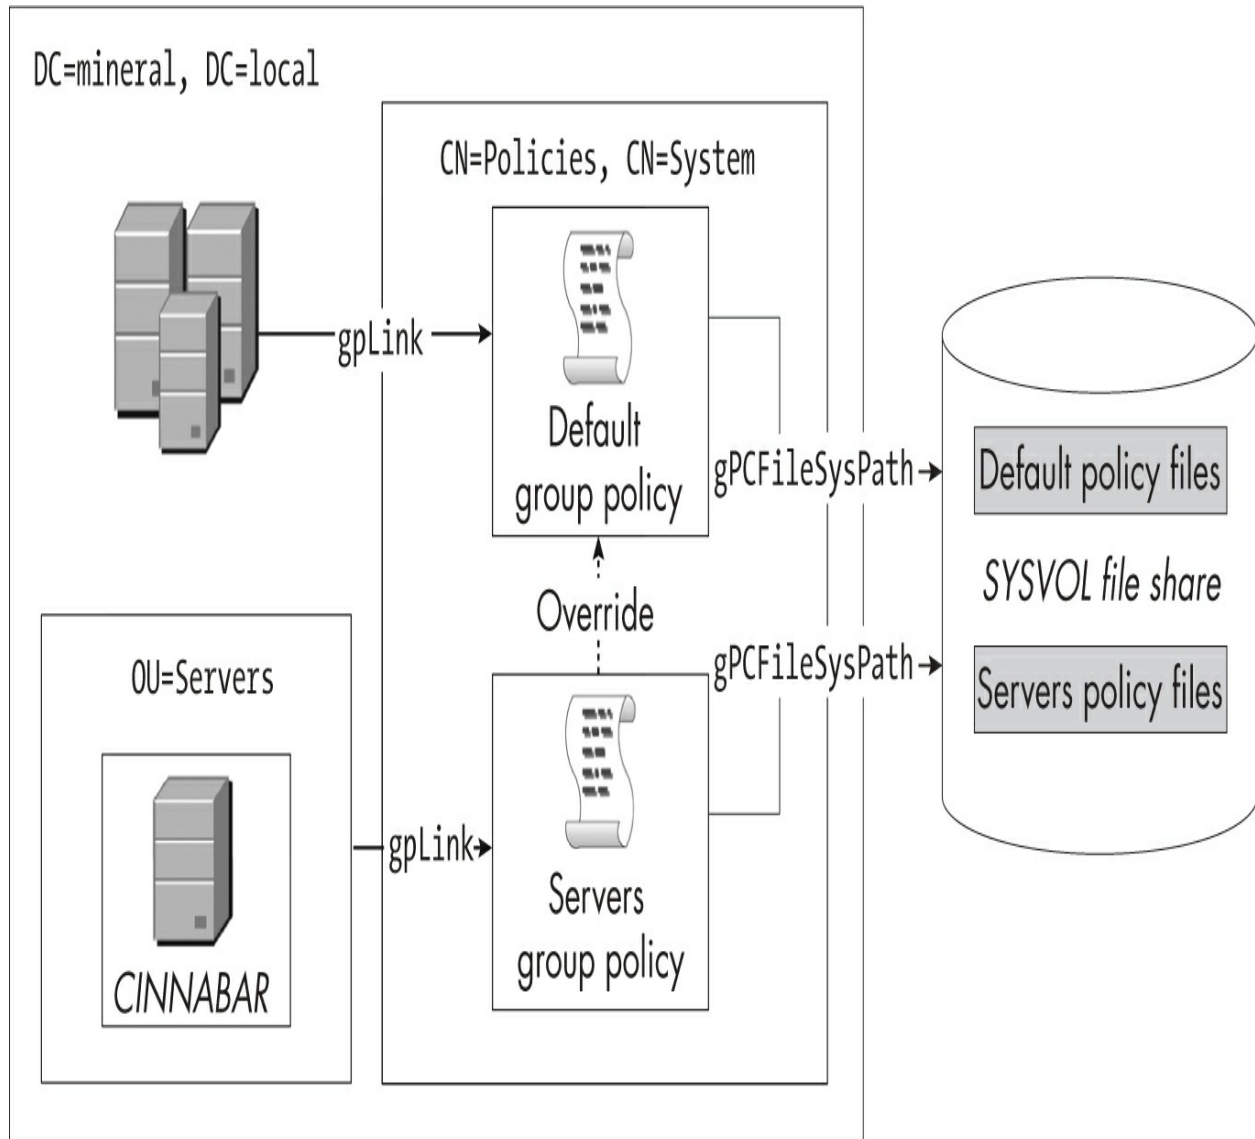 DC=mineral, DC=local
CN=Policies, CN=System
gpLink
Default
group policy
gPCFileSysPath
Default policy files
SYSVOL file share
Override
gPCFileSysPath
Servers policy files
OU=Servers
gpLink
Servers
group policy
CINNABAR